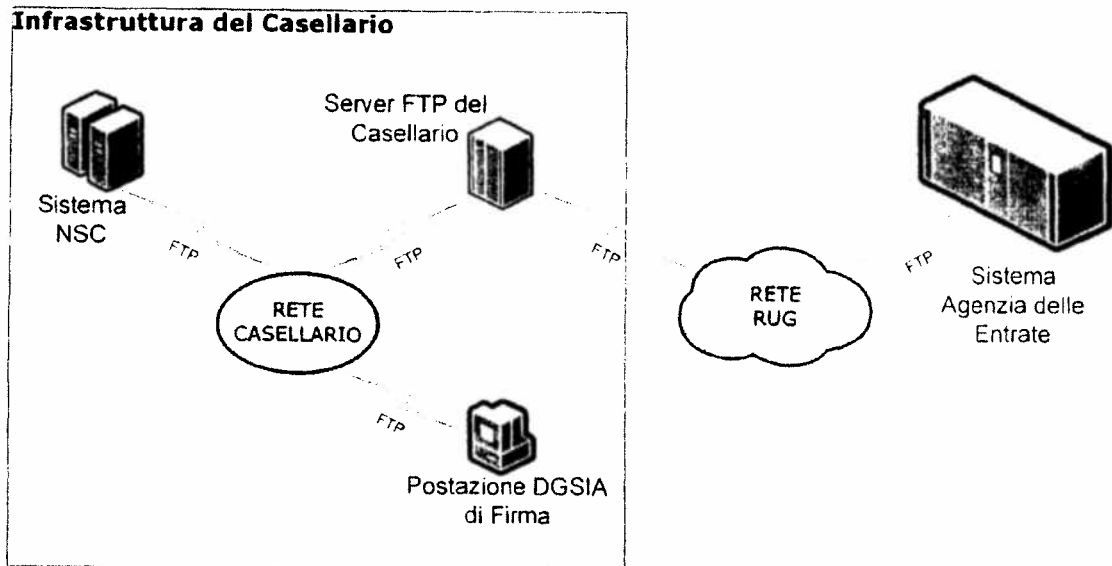 Infrastruttura del Casellario
Server FTP del
Casellario
Sistema
NSC
FTP
FTP
FTP
FTP
RETE
CASELLARIO
RETE
RUG
Sistema
Agenzia delle
Entrate
FTP
Postazione DGSIA
di Firma